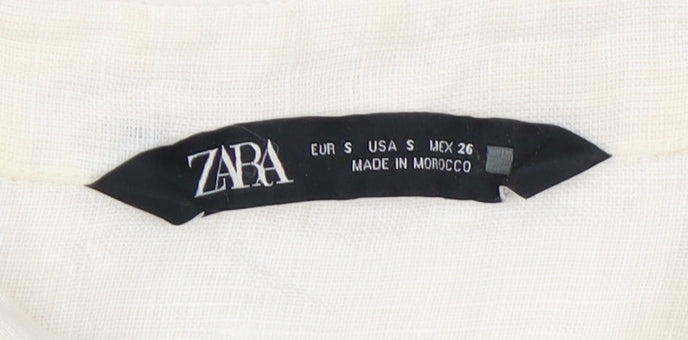 ZARA
EUR S USA S MEX 26
MADE IN MOROCCO